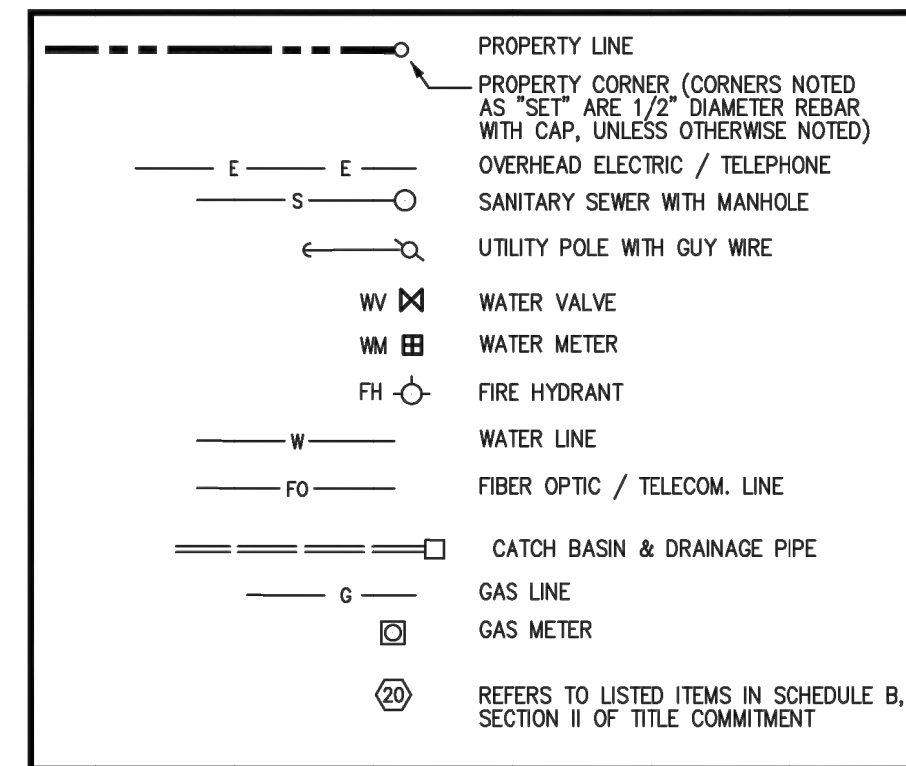 PROPERTY LINE
PROPERTY CORNER (CORNERS NOTED
AS "SET" ARE 1/2" DIAMETER REBAR
WITH CAP, UNLESS OTHERWISE NOTED)
E E OVERHEAD ELECTRIC / TELEPHONE
S SANITARY SEWER WITH MANHOLE
UTILITY POLE WITH GUY WIRE
WV WATER VALVE
WM WATER METER
FH FIRE HYDRANT
W WATER LINE
FO FIBER OPTIC / TELECOM. LINE
CATCH BASIN & DRAINAGE PIPE
G GAS LINE
GAS METER
20 REFERS TO LISTED ITEMS IN SCHEDULE B,
SECTION II OF TITLE COMMITMENT